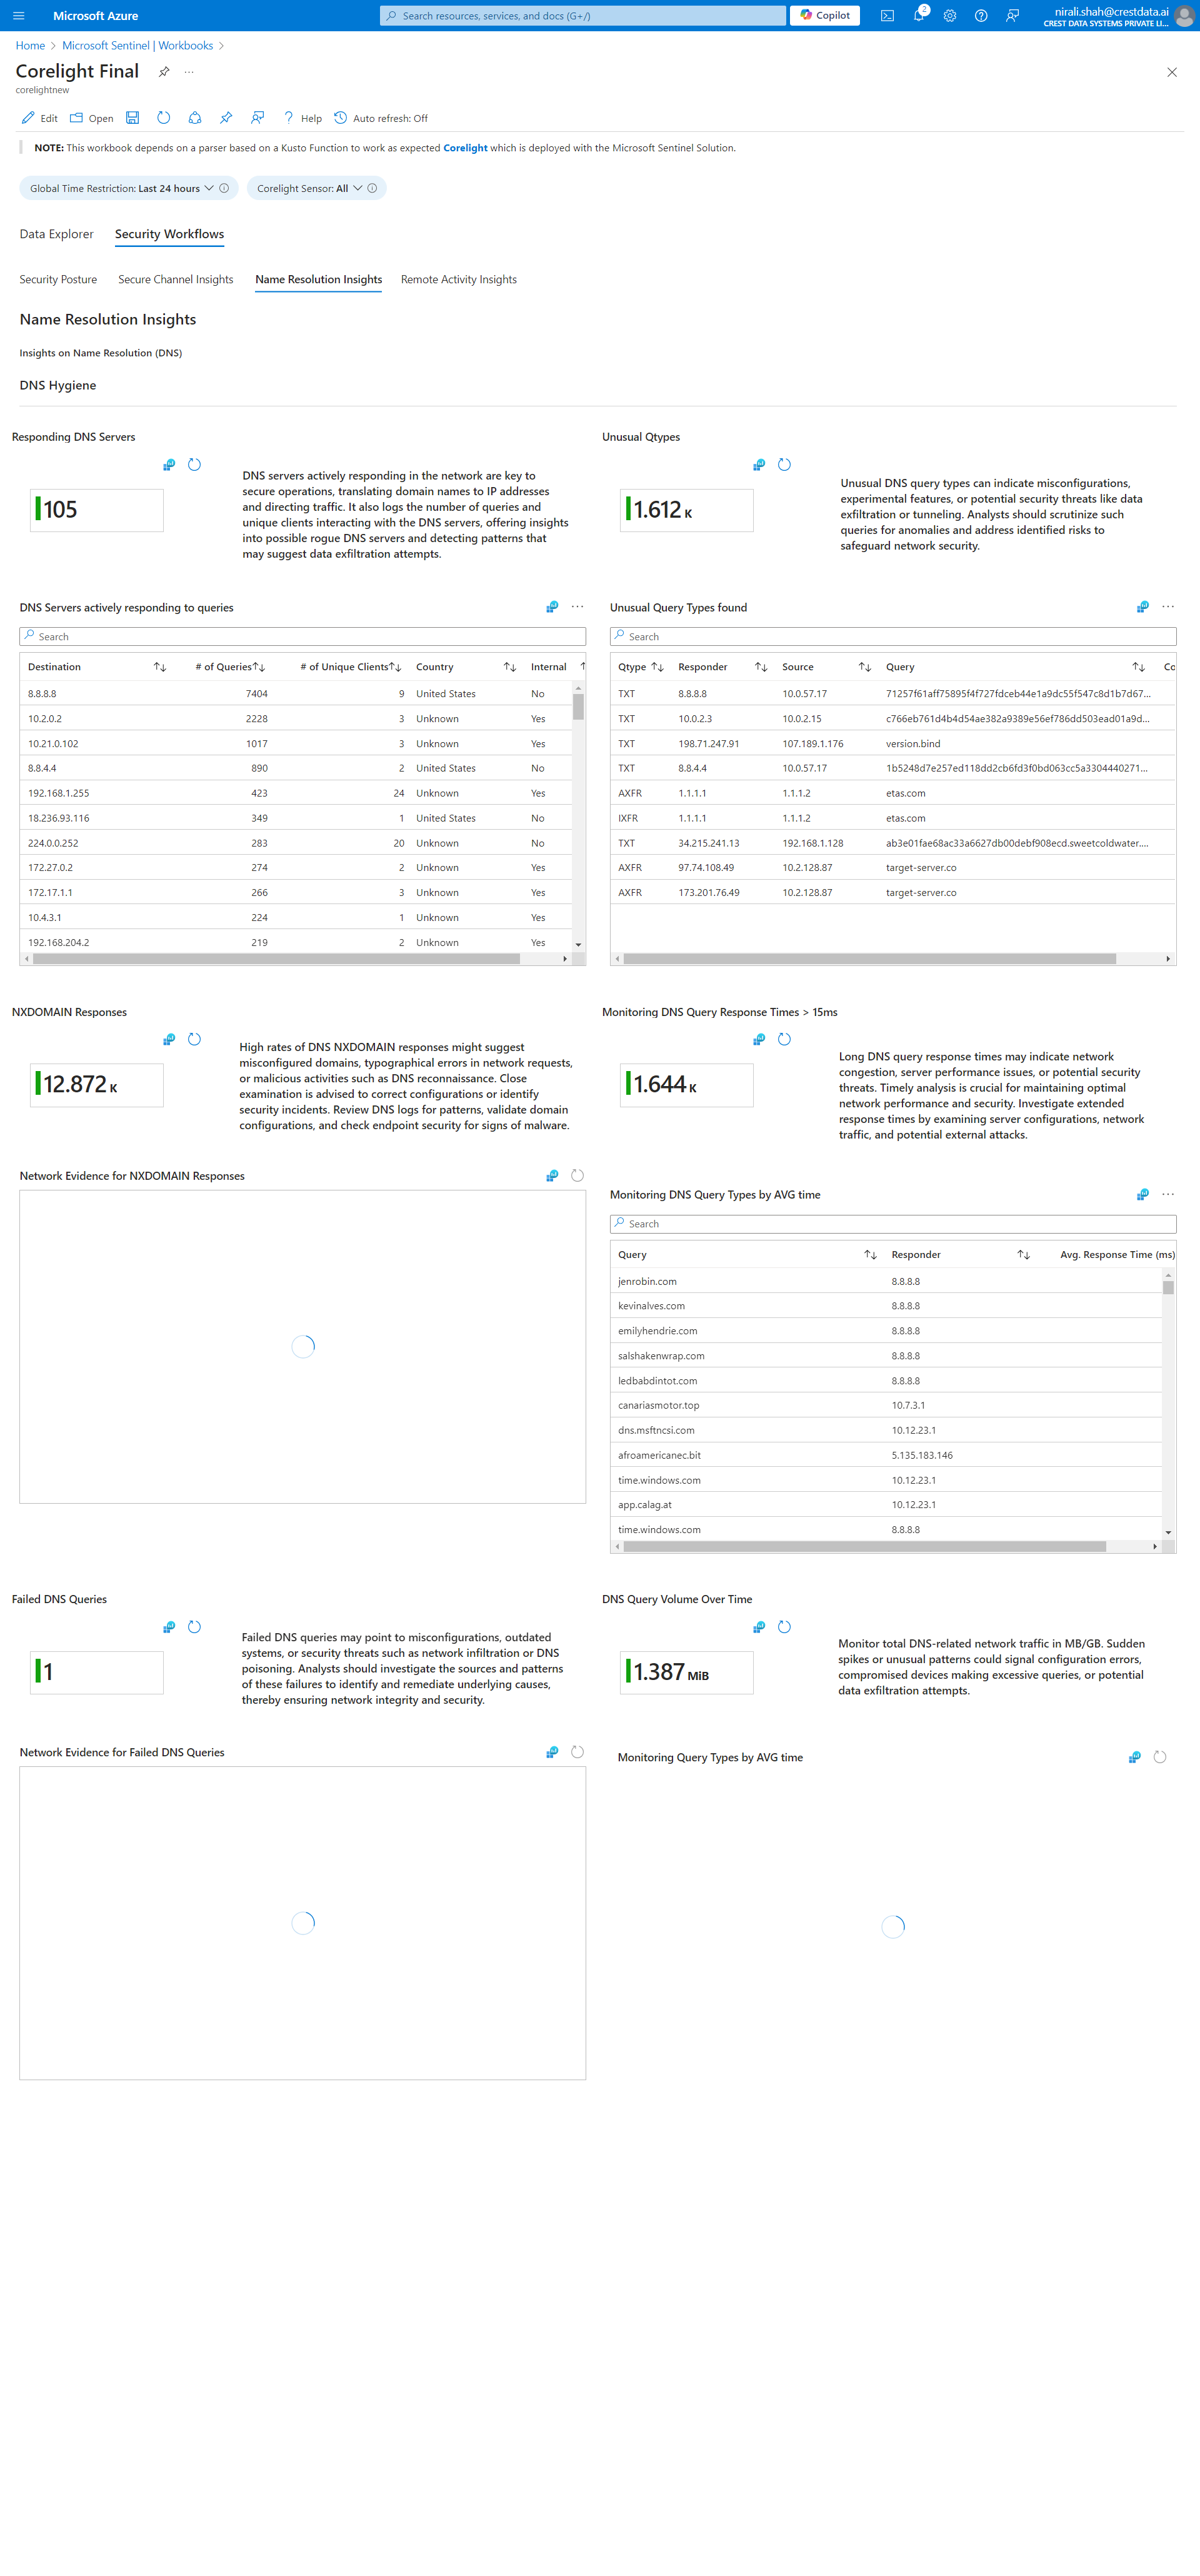 Microsoft Azure
Search resources, services, and docs (G+/)
Copilot
2
nirali.shah@crestdata.ai
CREST DATA SYSTEMS PRIVATE LI...
Home > Microsoft Sentinel | Workbooks >
Corelight Final
corelightnew
Edit Open Help Auto refresh: Off
NOTE: This workbook depends on a parser based on a Kusto Function to work as expected Corelight which is deployed with the Microsoft Sentinel Solution.
Global Time Restriction: Last 24 hours
Corelight Sensor: All
Data Explorer Security Workflows
Security Posture Secure Channel Insights Name Resolution Insights Remote Activity Insights
Name Resolution Insights
Insights on Name Resolution (DNS)
DNS Hygiene
Responding DNS Servers
105
DNS servers actively responding in the network are key to
secure operations, translating domain names to IP addresses
and directing traffic. It also logs the number of queries and
unique clients interacting with the DNS servers, offering insights
into possible rogue DNS servers and detecting patterns that
may suggest data exfiltration attempts.
Unusual Qtypes
1.612 K
Unusual DNS query types can indicate misconfigurations,
experimental features, or potential security threats like data
exfiltration or tunneling. Analysts should scrutinize such
queries for anomalies and address identified risks to
safeguard network security.
DNS Servers actively responding to queries
Search
Destination # of Queries # of Unique Clients Country Internal
8.8.8.8 7404 9 United States No
10.2.0.2 2228 3 Unknown Yes
10.21.0.102 1017 3 Unknown Yes
8.8.4.4 890 2 United States No
192.168.1.255 423 24 Unknown Yes
18.236.93.116 349 1 United States No
224.0.0.252 283 20 Unknown No
172.27.0.2 274 2 Unknown Yes
172.17.1.1 266 3 Unknown Yes
10.4.3.1 224 1 Unknown Yes
192.168.204.2 219 2 Unknown Yes
Unusual Query Types found
Search
Qtype Responder Source Query Co
TXT 8.8.8.8 10.0.57.17 71257f61aff75895f4f727fdceb44e1a9dc55f547c8d1b7d67...
TXT 10.0.2.3 10.0.2.15 c766eb761d4b4d54ae382a9389e56ef786dd503ead01a9d...
TXT 198.71.247.91 107.189.1.176 version.bind
TXT 8.8.4.4 10.0.57.17 1b5248d7e257ed118dd2cb6fd3f0bd063cc5a3304440271...
AXFR 1.1.1.1 1.1.1.2 etas.com
IXFR 1.1.1.1 1.1.1.2 etas.com
TXT 34.215.241.13 192.168.1.128 ab3e01fae68ac33a6627db00debf908ecd.sweetcoldwater....
AXFR 97.74.108.49 10.2.128.87 target-server.co
AXFR 173.201.76.49 10.2.128.87 target-server.co
NXDOMAIN Responses
12.872 K
High rates of DNS NXDOMAIN responses might suggest
misconfigured domains, typographical errors in network requests,
or malicious activities such as DNS reconnaissance. Close
examination is advised to correct configurations or identify
security incidents. Review DNS logs for patterns, validate domain
configurations, and check endpoint security for signs of malware.
Monitoring DNS Query Response Times > 15ms
1.644 K
Long DNS query response times may indicate network
congestion, server performance issues, or potential security
threats. Timely analysis is crucial for maintaining optimal
network performance and security. Investigate extended
response times by examining server configurations, network
traffic, and potential external attacks.
Network Evidence for NXDOMAIN Responses
Monitoring DNS Query Types by AVG time
Search
Query Responder Avg. Response Time (ms)
jenrobin.com 8.8.8.8
kevinalves.com 8.8.8.8
emilyhendrie.com 8.8.8.8
salshakenwrap.com 8.8.8.8
ledbabdintot.com 8.8.8.8
canariasmotor.top 10.7.3.1
dns.msftncsi.com 10.12.23.1
afroamericanec.bit 5.135.183.146
time.windows.com 10.12.23.1
app.calag.at 10.12.23.1
time.windows.com 8.8.8.8
Failed DNS Queries
1
Failed DNS queries may point to misconfigurations, outdated
systems, or security threats such as network infiltration or DNS
poisoning. Analysts should investigate the sources and patterns
of these failures to identify and remediate underlying causes,
thereby ensuring network integrity and security.
DNS Query Volume Over Time
1.387 MiB
Monitor total DNS-related network traffic in MB/GB. Sudden
spikes or unusual patterns could signal configuration errors,
compromised devices making excessive queries, or potential
data exfiltration attempts.
Network Evidence for Failed DNS Queries
Monitoring Query Types by AVG time